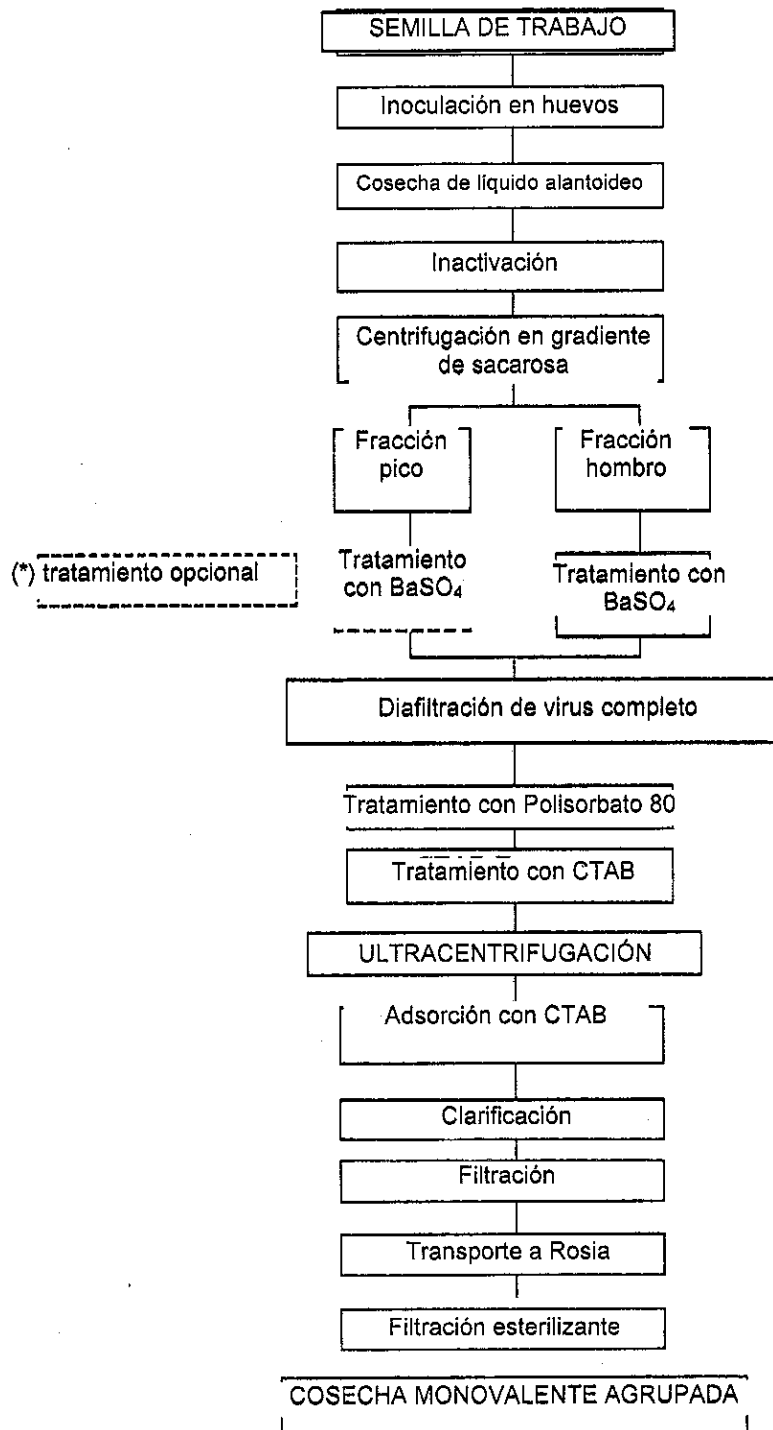 SEMILLA DE TRABAJO
Inoculación en huevos
Cosecha de líquido alantoideo
Inactivación
Centrifugación en gradiente
de sacarosa
Fracción
pico
Fracción
hombro
(*) tratamiento opcional
Tratamiento
con BaSO₄
Tratamiento con
BaSO₄
Diafiltración de virus completo
Tratamiento con Polisorbato 80
Tratamiento con CTAB
ULTRACENTRIFUGACIÓN
Adsorción con CTAB
Clarificación
Filtración
Transporte a Rosia
Filtración esterilizante
COSECHA MONOVALENTE AGRUPADA